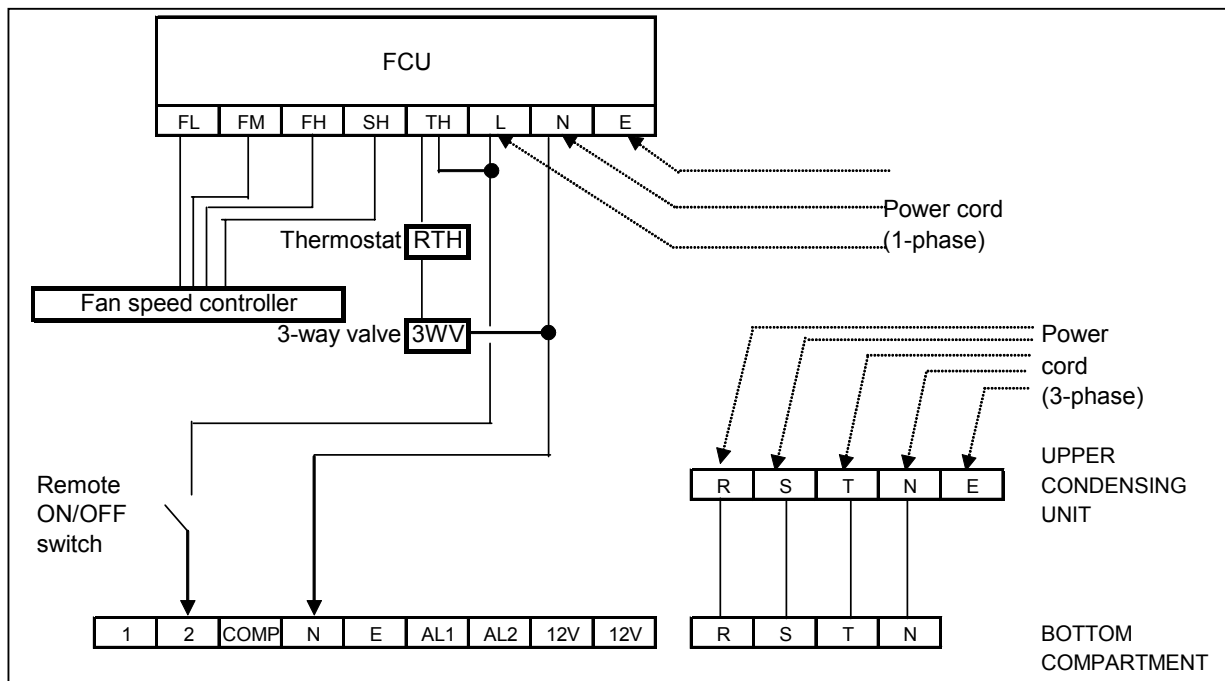 FCU
FL FM FH SH TH L N E
Power cord
(1-phase)
Thermostat RTH
Fan speed controller
3-way valve 3WV
Power
cord
(3-phase)
Remote
ON/OFF
switch
R S T N E
UPPER
CONDENSING
UNIT
1 2 COMP N E AL1 AL2 12V 12V
R S T N
BOTTOM
COMPARTMENT